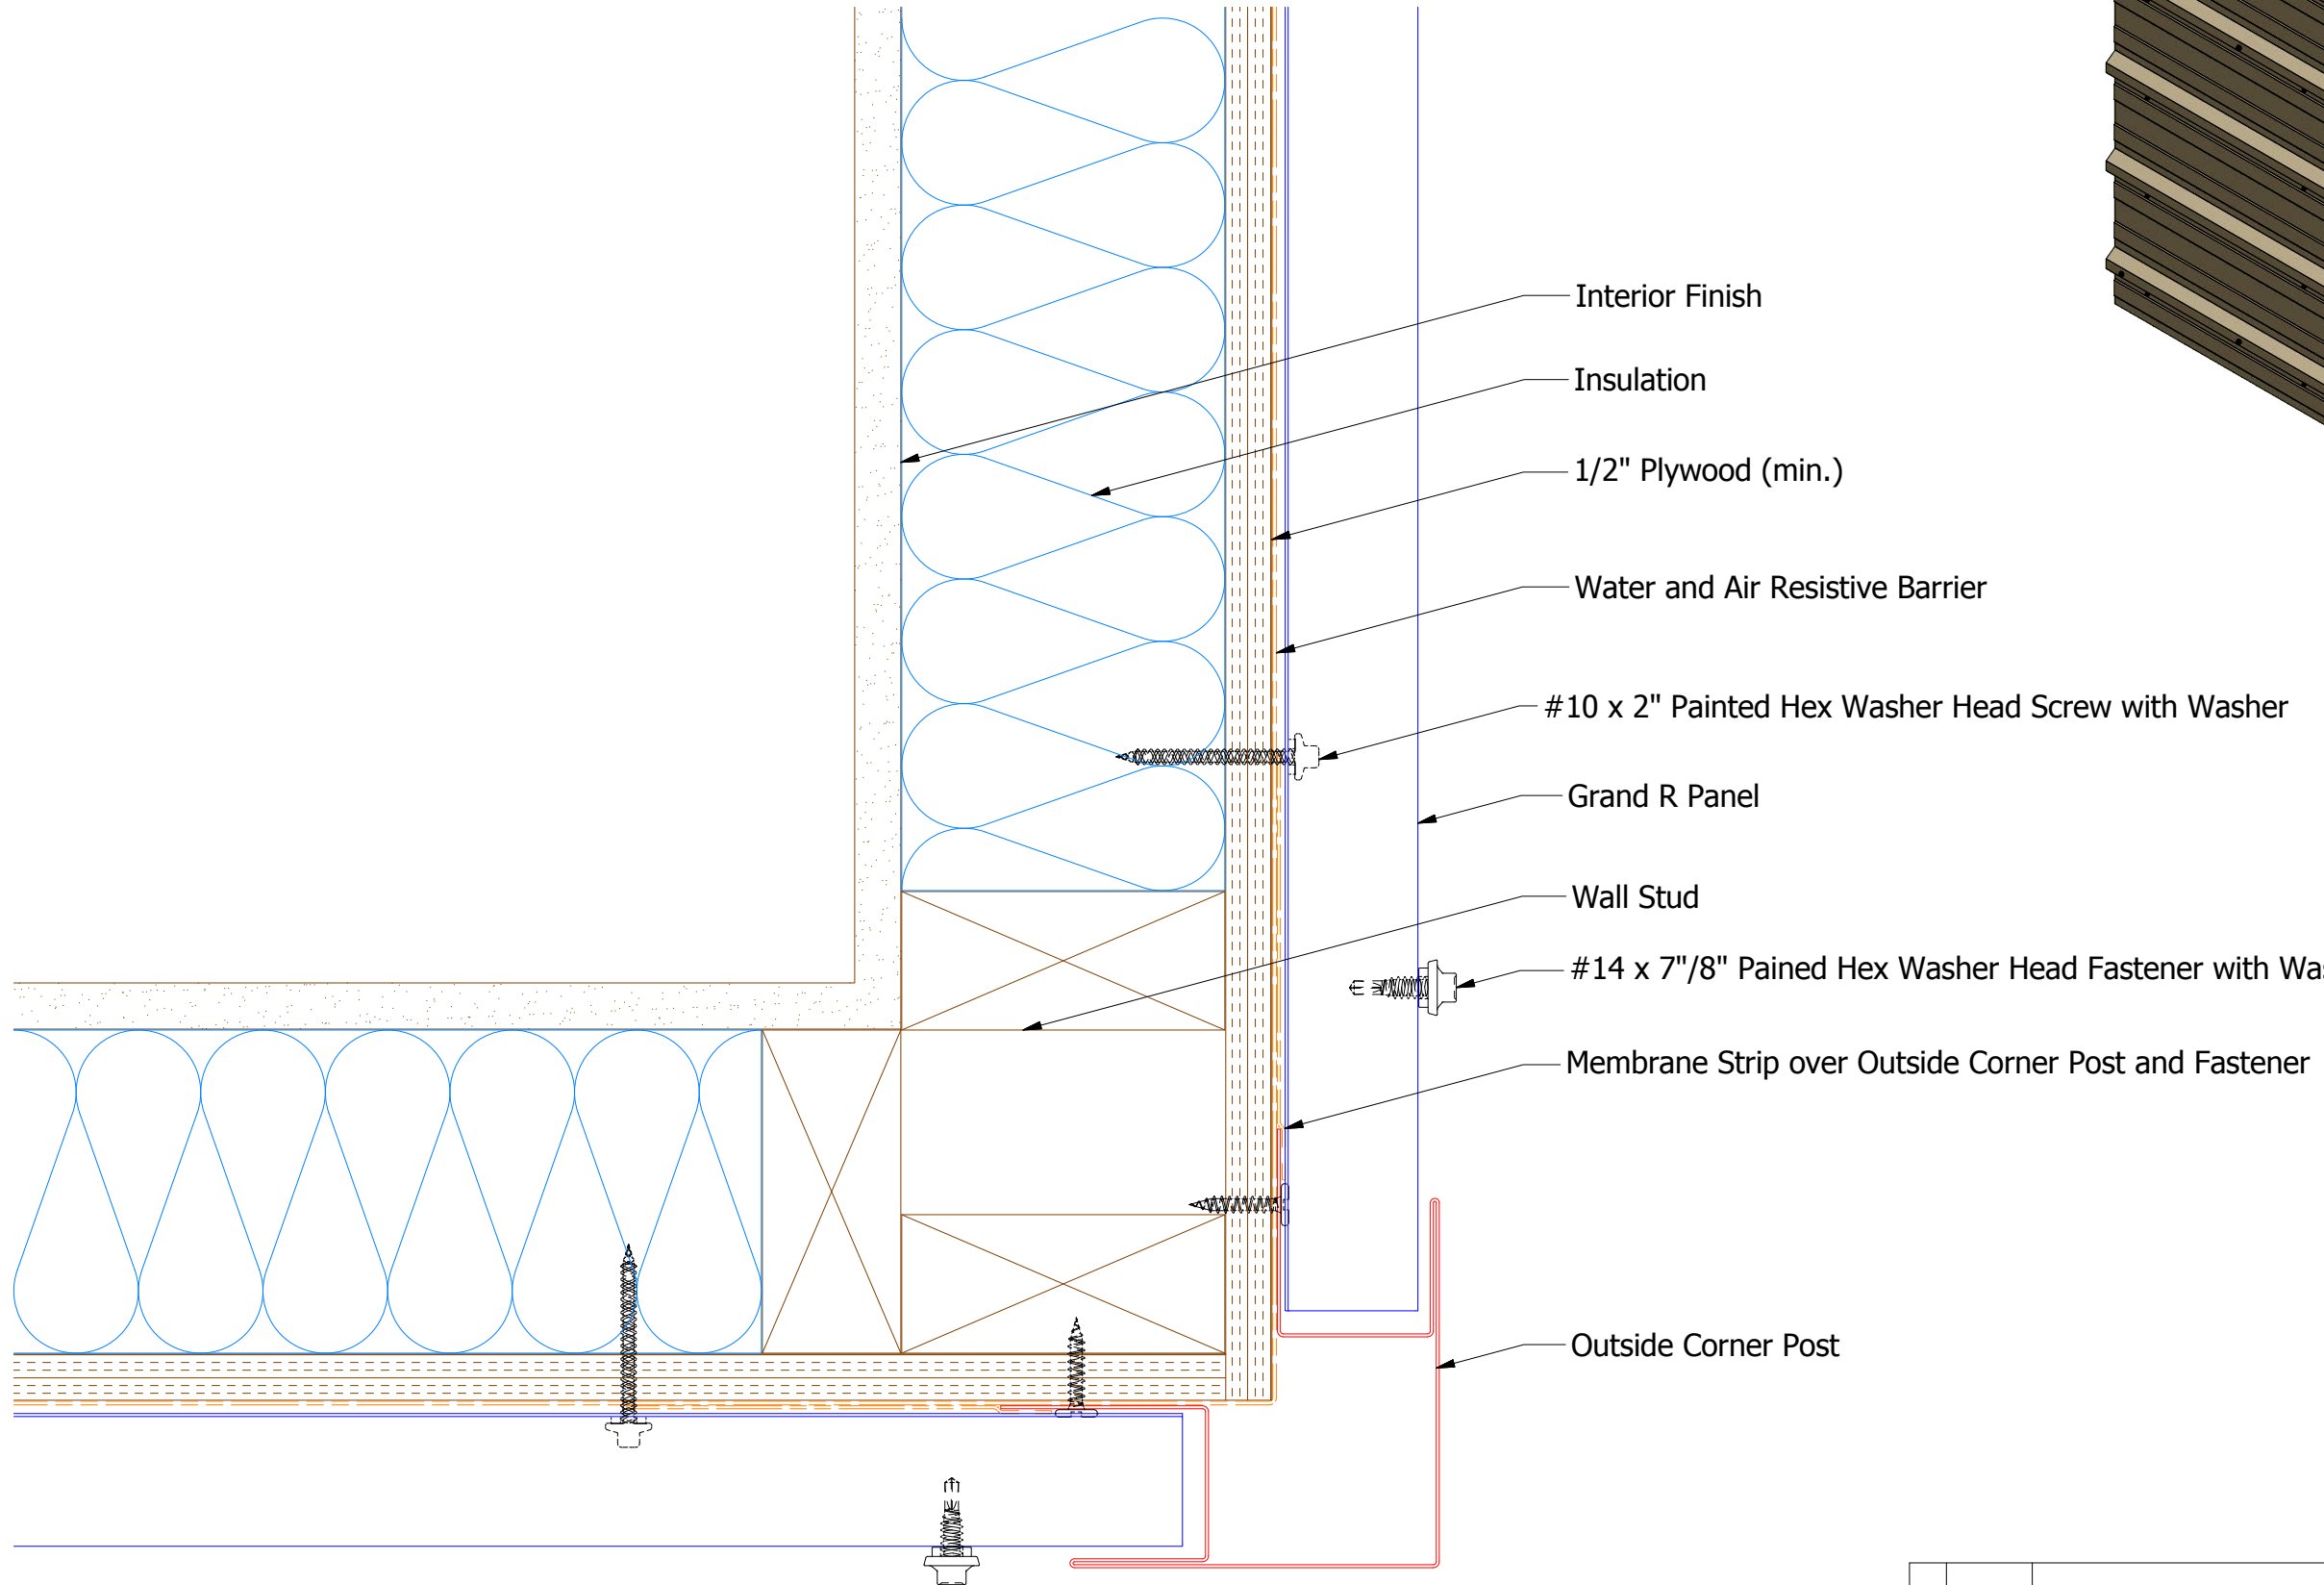 Interior Finish
Insulation
1/2" Plywood (min.)
Water and Air Resistive Barrier
#10 x 2" Painted Hex Washer Head Screw with Washer
Grand R Panel
Wall Stud
#14 x 7"/8" Pained Hex Washer Head Fastener with
Membrane Strip over Outside Corner Post and Fastener
Outside Corner Post